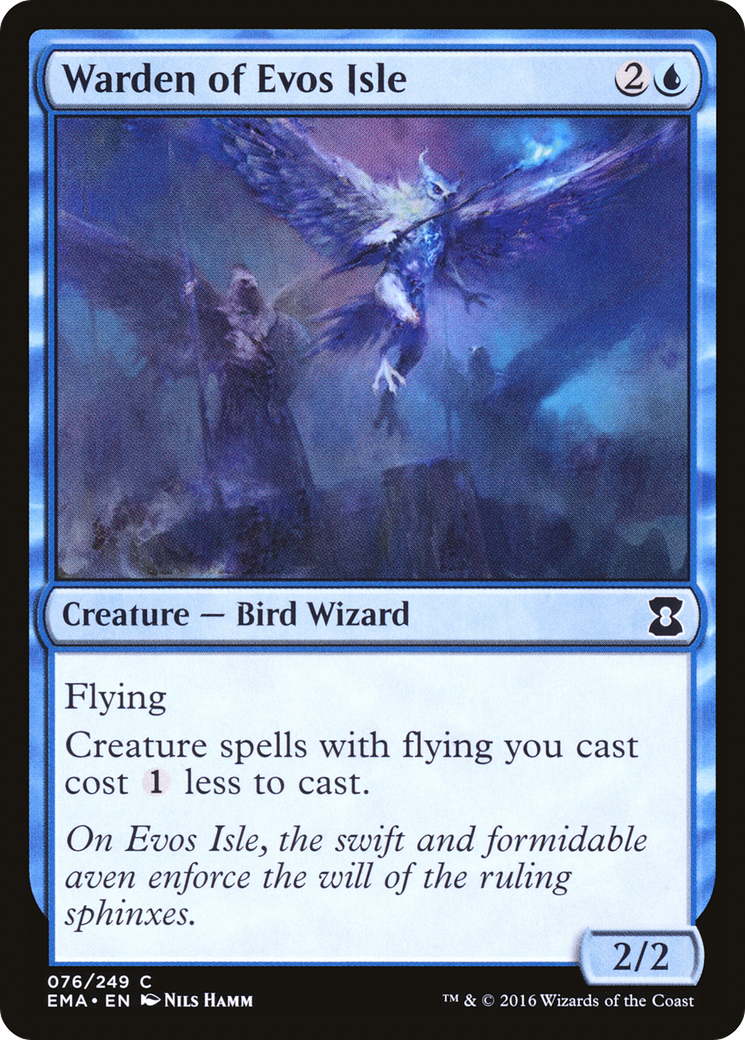 Warden of Evos Isle 2
Creature — Bird Wizard
Flying
Creature spells with flying you cast
cost 1 less to cast.
On Evos Isle, the swift and formidable
aven enforce the will of the ruling
sphinxes.
2/2
076/249 C
EMA • EN Nils Hamm ™ & © 2016 Wizards of the Coast